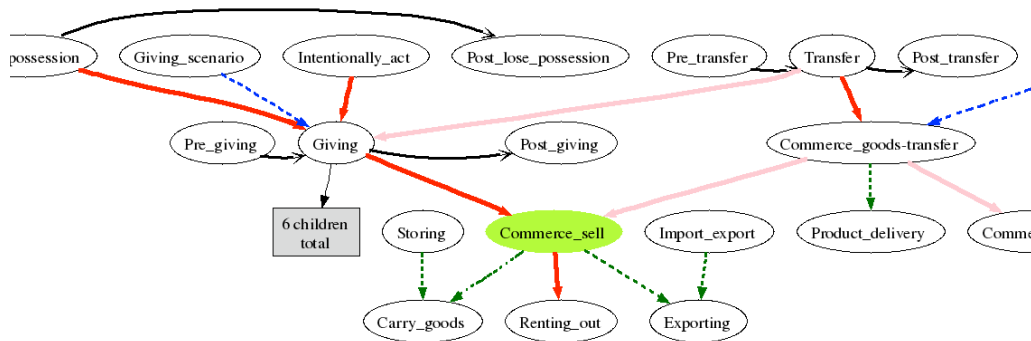 possession
Giving_scenario
Intentionally_act
Post_lose_possession
Pre_transfer
Transfer
Post_transfer
Pre_giving
Giving
Post_giving
Commerce_goods-transfer
6 children
total
Storing
Commerce_sell
Import_export
Product_delivery
Comme
Carry_goods
Renting_out
Exporting